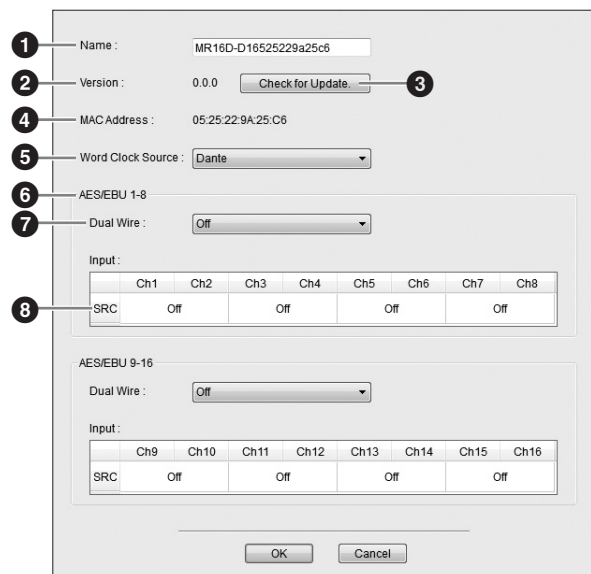 1 Name : MR16D-D16525229a25c6
2 Version : 0.0.0 Check for Update. 3
4 MAC Address : 05:25:22:9A:25:C6
5 Word Clock Source : Dante
6 AES/EBU 1-8
7 Dual Wire : Off
Input :
Ch1 Ch2 Ch3 Ch4 Ch5 Ch6 Ch7 Ch8
8 SRC Off Off Off Off
AES/EBU 9-16
Dual Wire : Off
Input :
Ch9 Ch10 Ch11 Ch12 Ch13 Ch14 Ch15 Ch16
SRC Off Off Off Off
OK Cancel